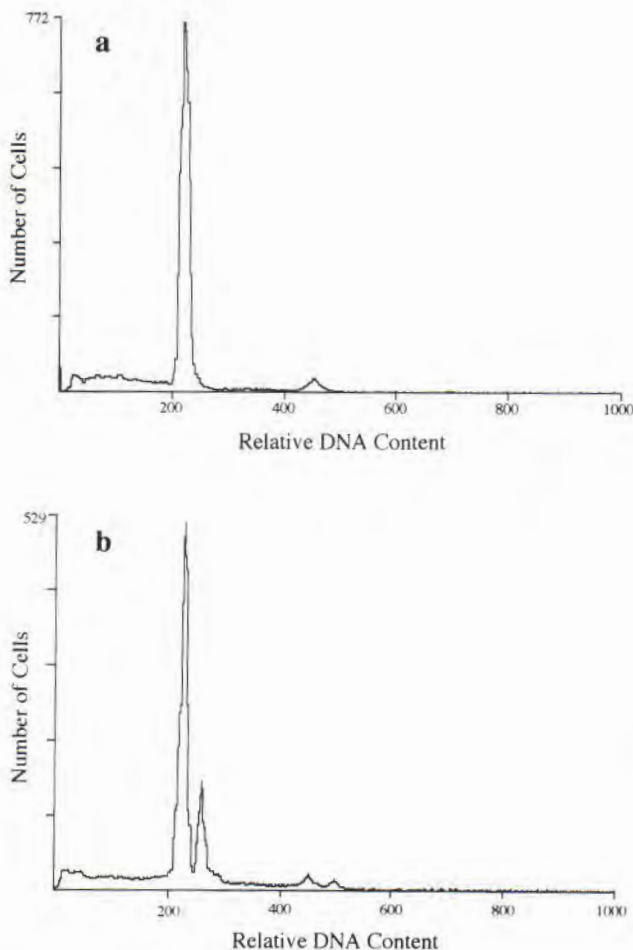 772
a
Number of Cells
200 400 600 800 1000
Relative DNA Content
529
b
Number of Cells
200 400 600 800 1000
Relative DNA Content